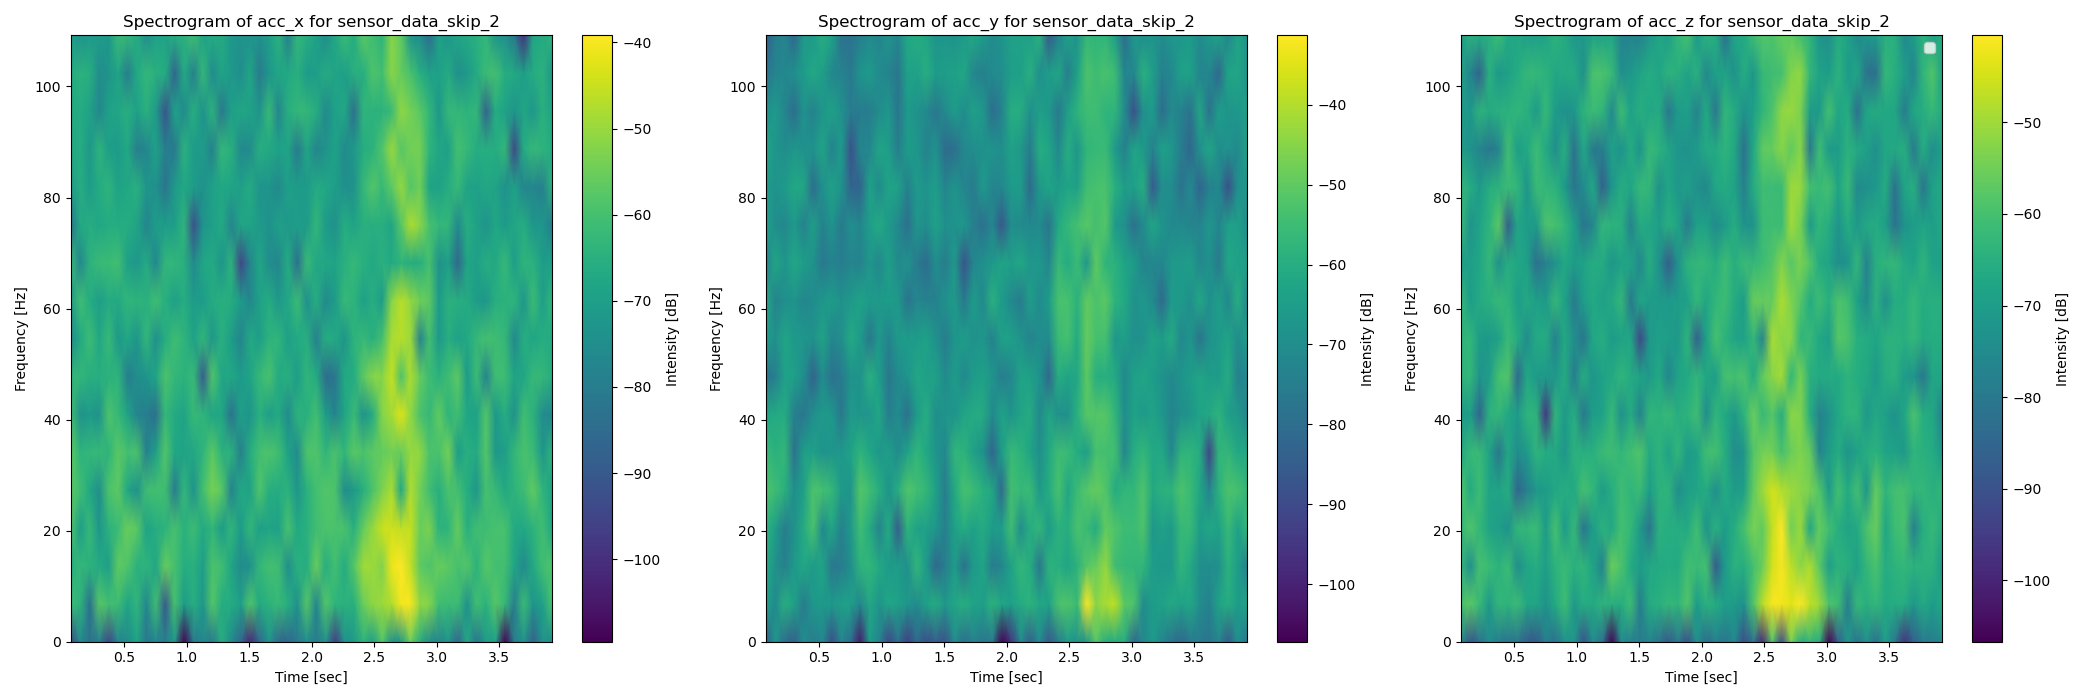 Spectrogram of acc_x for sensor_data_skip_2
Frequency [Hz]
100
80
60
40
20
0
0.5 1.0 1.5 2.0 2.5 3.0 3.5
Time [sec]
−40
−50
−60
−70
−80
−90
−100
Intensity [dB]
Spectrogram of acc_y for sensor_data_skip_2
Frequency [Hz]
100
80
60
40
20
0
0.5 1.0 1.5 2.0 2.5 3.0 3.5
Time [sec]
−40
−50
−60
−70
−80
−90
−100
Intensity [dB]
Spectrogram of acc_z for sensor_data_skip_2
Frequency [Hz]
100
80
60
40
20
0
0.5 1.0 1.5 2.0 2.5 3.0 3.5
Time [sec]
−50
−60
−70
−80
−90
−100
Intensity [dB]